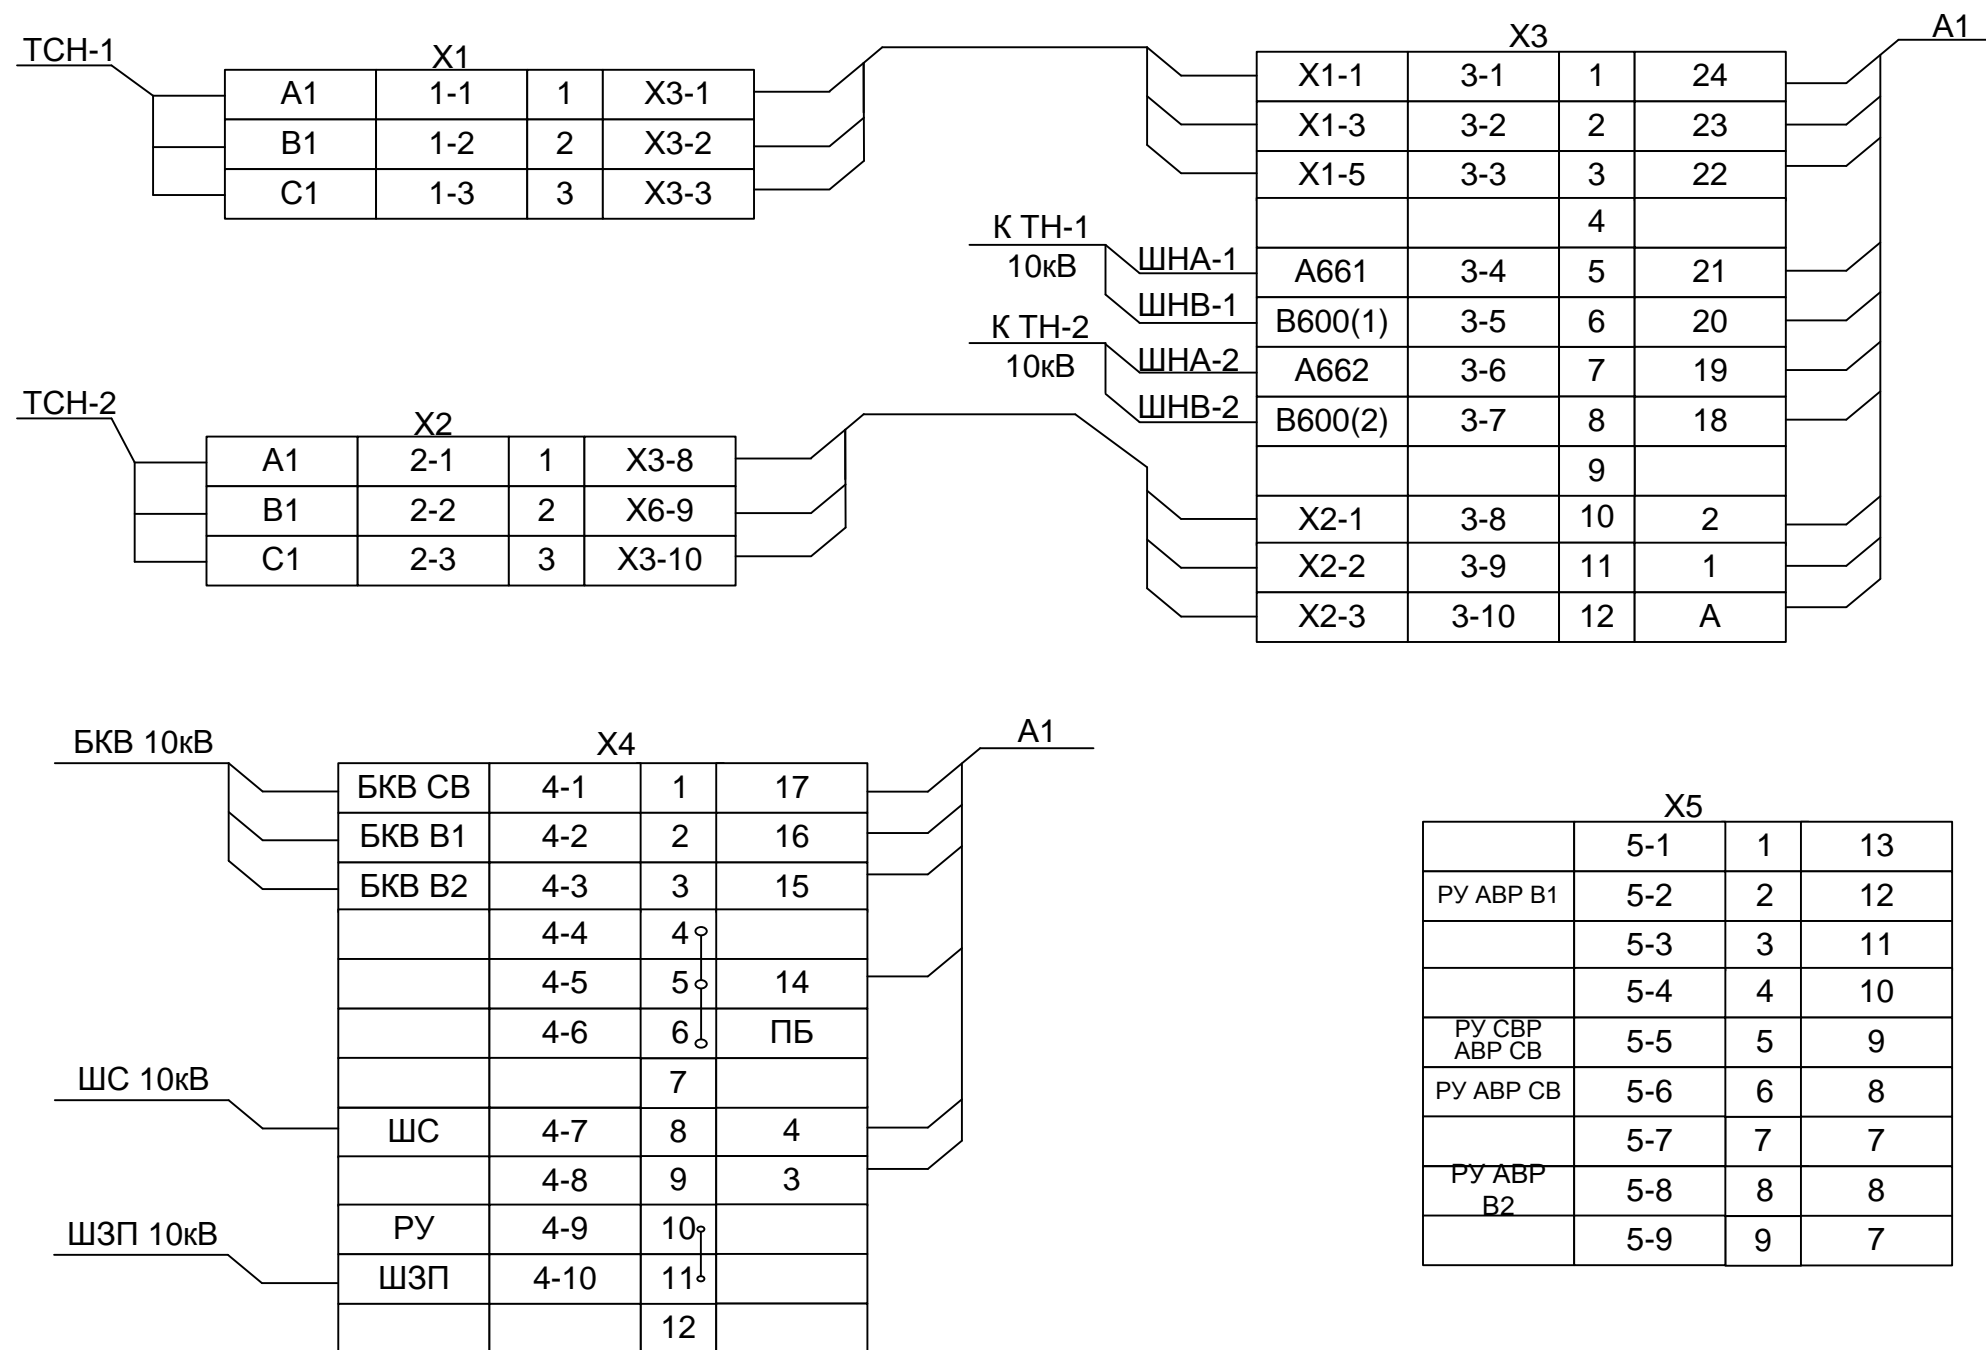 ТСН-1
X1
A1 1-1 1 X3-1
B1 1-2 2 X3-2
C1 1-3 3 X3-3
X3
A1
X1-1 3-1 1 24
X1-3 3-2 2 23
X1-5 3-3 3 22
4
A661 3-4 5 21
B600(1) 3-5 6 20
A662 3-6 7 19
B600(2) 3-7 8 18
9
X2-1 3-8 10 2
X2-2 3-9 11 1
X2-3 3-10 12 A
К ТН-1
10кВ
ШНА-1
ШНВ-1
К ТН-2
10кВ
ШНА-2
ШНВ-2
ТСН-2
X2
A1 2-1 1 X3-8
B1 2-2 2 X6-9
C1 2-3 3 X3-10
БКВ 10кВ
X4
A1
БКВ СВ 4-1 1 17
БКВ В1 4-2 2 16
БКВ В2 4-3 3 15
4-4 4
4-5 5 14
4-6 6 ПБ
7
ШС 4-7 8 4
4-8 9 3
РУ 4-9 10
ШЗП 4-10 11
12
ШС 10кВ
ШЗП 10кВ
X5
5-1 1 13
РУ АВР В1 5-2 2 12
5-3 3 11
5-4 4 10
РУ СВР
АВР СВ 5-5 5 9
РУ АВР СВ 5-6 6 8
5-7 7 7
РУ АВР
В2 5-8 8 8
5-9 9 7